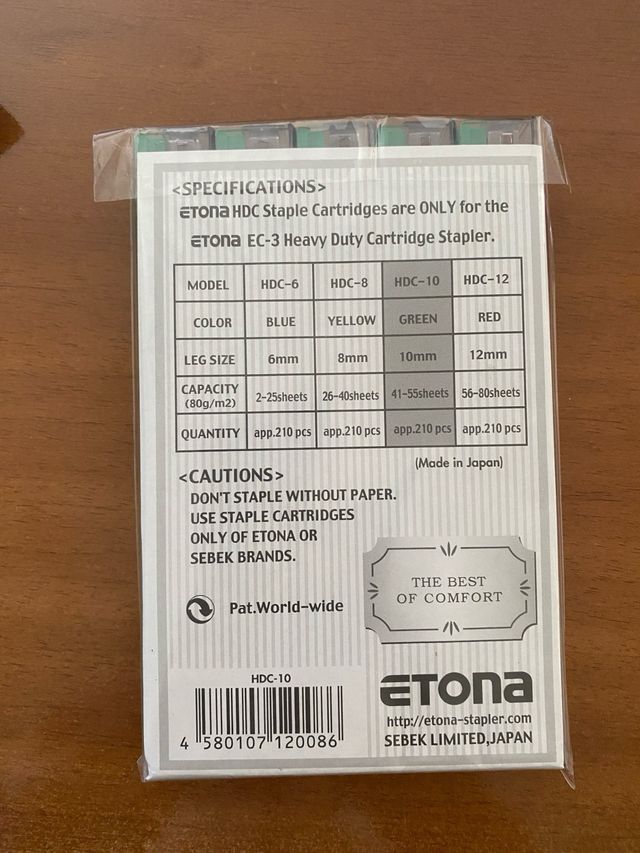 <SPECIFICATIONS>
ETONA HDC Staple Cartridges are ONLY for the
ETONA EC-3 Heavy Duty Cartridge Stapler.
MODEL HDC-6 HDC-8 HDC-10 HDC-12
COLOR BLUE YELLOW GREEN RED
LEG SIZE 6mm 8mm 10mm 12mm
CAPACITY (80g/m2) 2-25sheets 26-40sheets 41-55sheets 56-80sheets
QUANTITY app.210 pcs app.210 pcs app.210 pcs app.210 pcs
(Made in Japan)
<CAUTIONS>
DON'T STAPLE WITHOUT PAPER.
USE STAPLE CARTRIDGES
ONLY OF ETONA OR
SEBEK BRANDS.
THE BEST
OF COMFORT
Pat.World-wide
HDC-10
4 580107 120086
ETONA
http://etona-stapler.com
SEBEK LIMITED,JAPAN